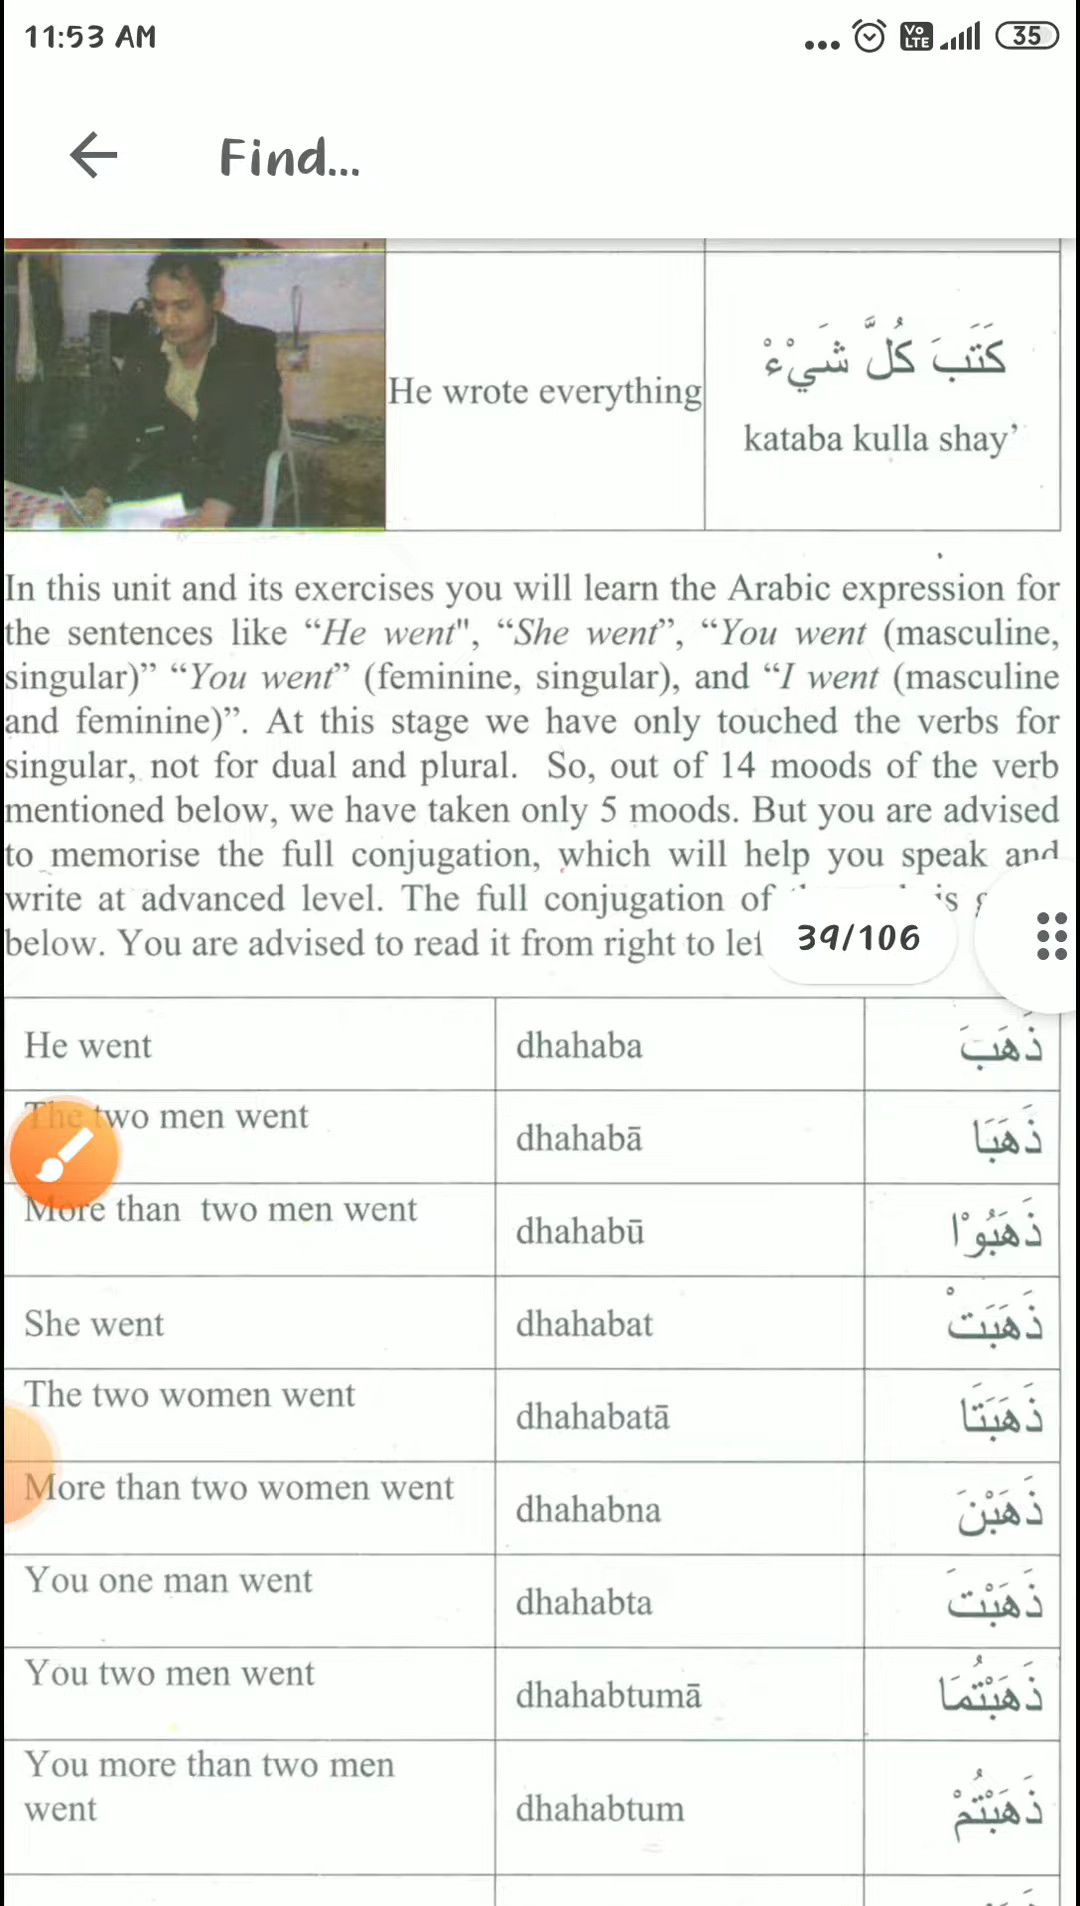 11:53 AM
Vo LTE
35
Find...
He wrote everything
كَتَبَ كُلَّ شَيْءْ
kataba kulla shay’
In this unit and its exercises you will learn the Arabic expression for
the sentences like “He went", “She went”, “You went (masculine,
singular)” “You went” (feminine, singular), and “I went (masculine
and feminine)”. At this stage we have only touched the verbs for
singular, not for dual and plural. So, out of 14 moods of the verb
mentioned below, we have taken only 5 moods. But you are advised
to memorise the full conjugation, which will help you speak and
write at advanced level. The full conjugation of is
below. You are advised to read it from right to
39/106
He went dhahaba ذَهَبَ
The two men went dhahabā ذَهَبَا
More than two men went dhahabū ذَهَبُوْا
She went dhahabat ذَهَبَتْ
The two women went dhahabatā ذَهَبَتَا
More than two women went dhahabna ذَهَبْنَ
You one man went dhahabta ذَهَبْتَ
You two men went dhahabtumā ذَهَبْتُمَا
You more than two men
went dhahabtum ذَهَبْتُمْ